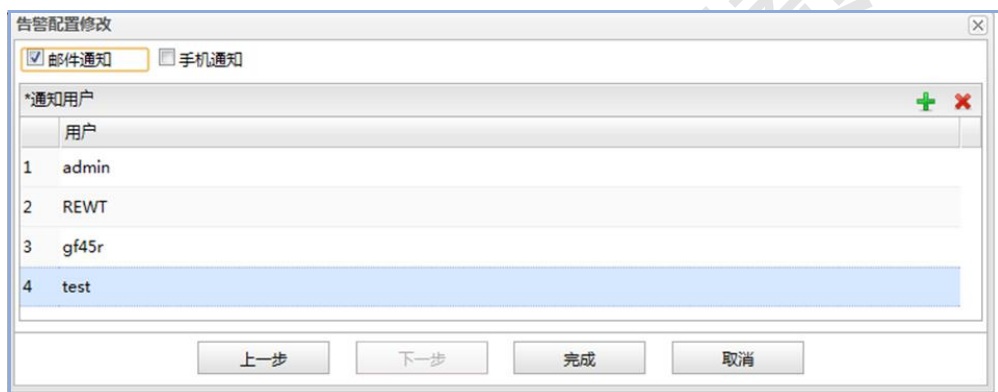 告警配置修改
邮件通知 手机通知
*通知用户
用户
1 admin
2 REWT
3 gf45r
4 test
上一步 下一步 完成 取消